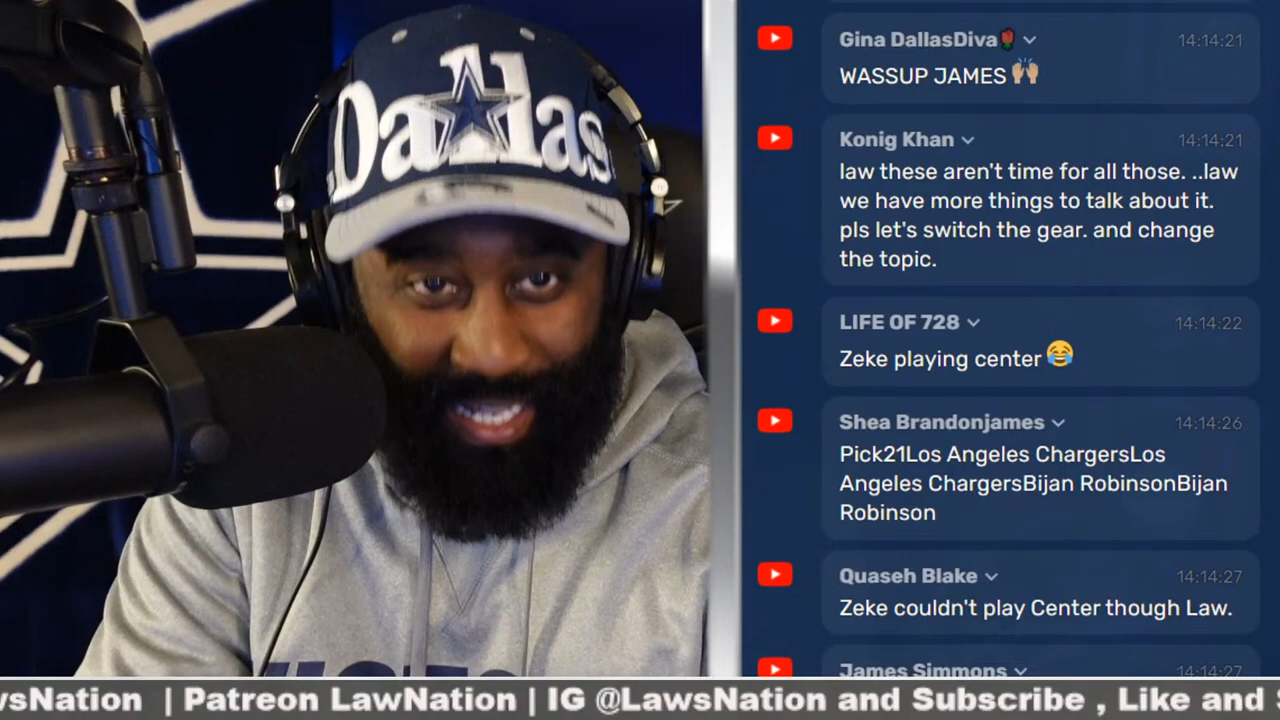 Dallas
Gina DallasDiva🌹
14:14:21
WASSUP JAMES 🙌🏽
Konig Khan
14:14:21
law these aren't time for all those. ..law
we have more things to talk about it.
pls let's switch the gear. and change
the topic.
LIFE OF 728
14:14:22
Zeke playing center 😂
Shea Brandonjames
14:14:26
Pick21Los Angeles ChargersLos
Angeles ChargersBijan RobinsonBijan
Robinson
Quaseh Blake
14:14:27
Zeke couldn't play Center though Law.
James Simmons
14:14:27
wsNation | Patreon LawNation | IG @LawsNation and Subscribe , Like and